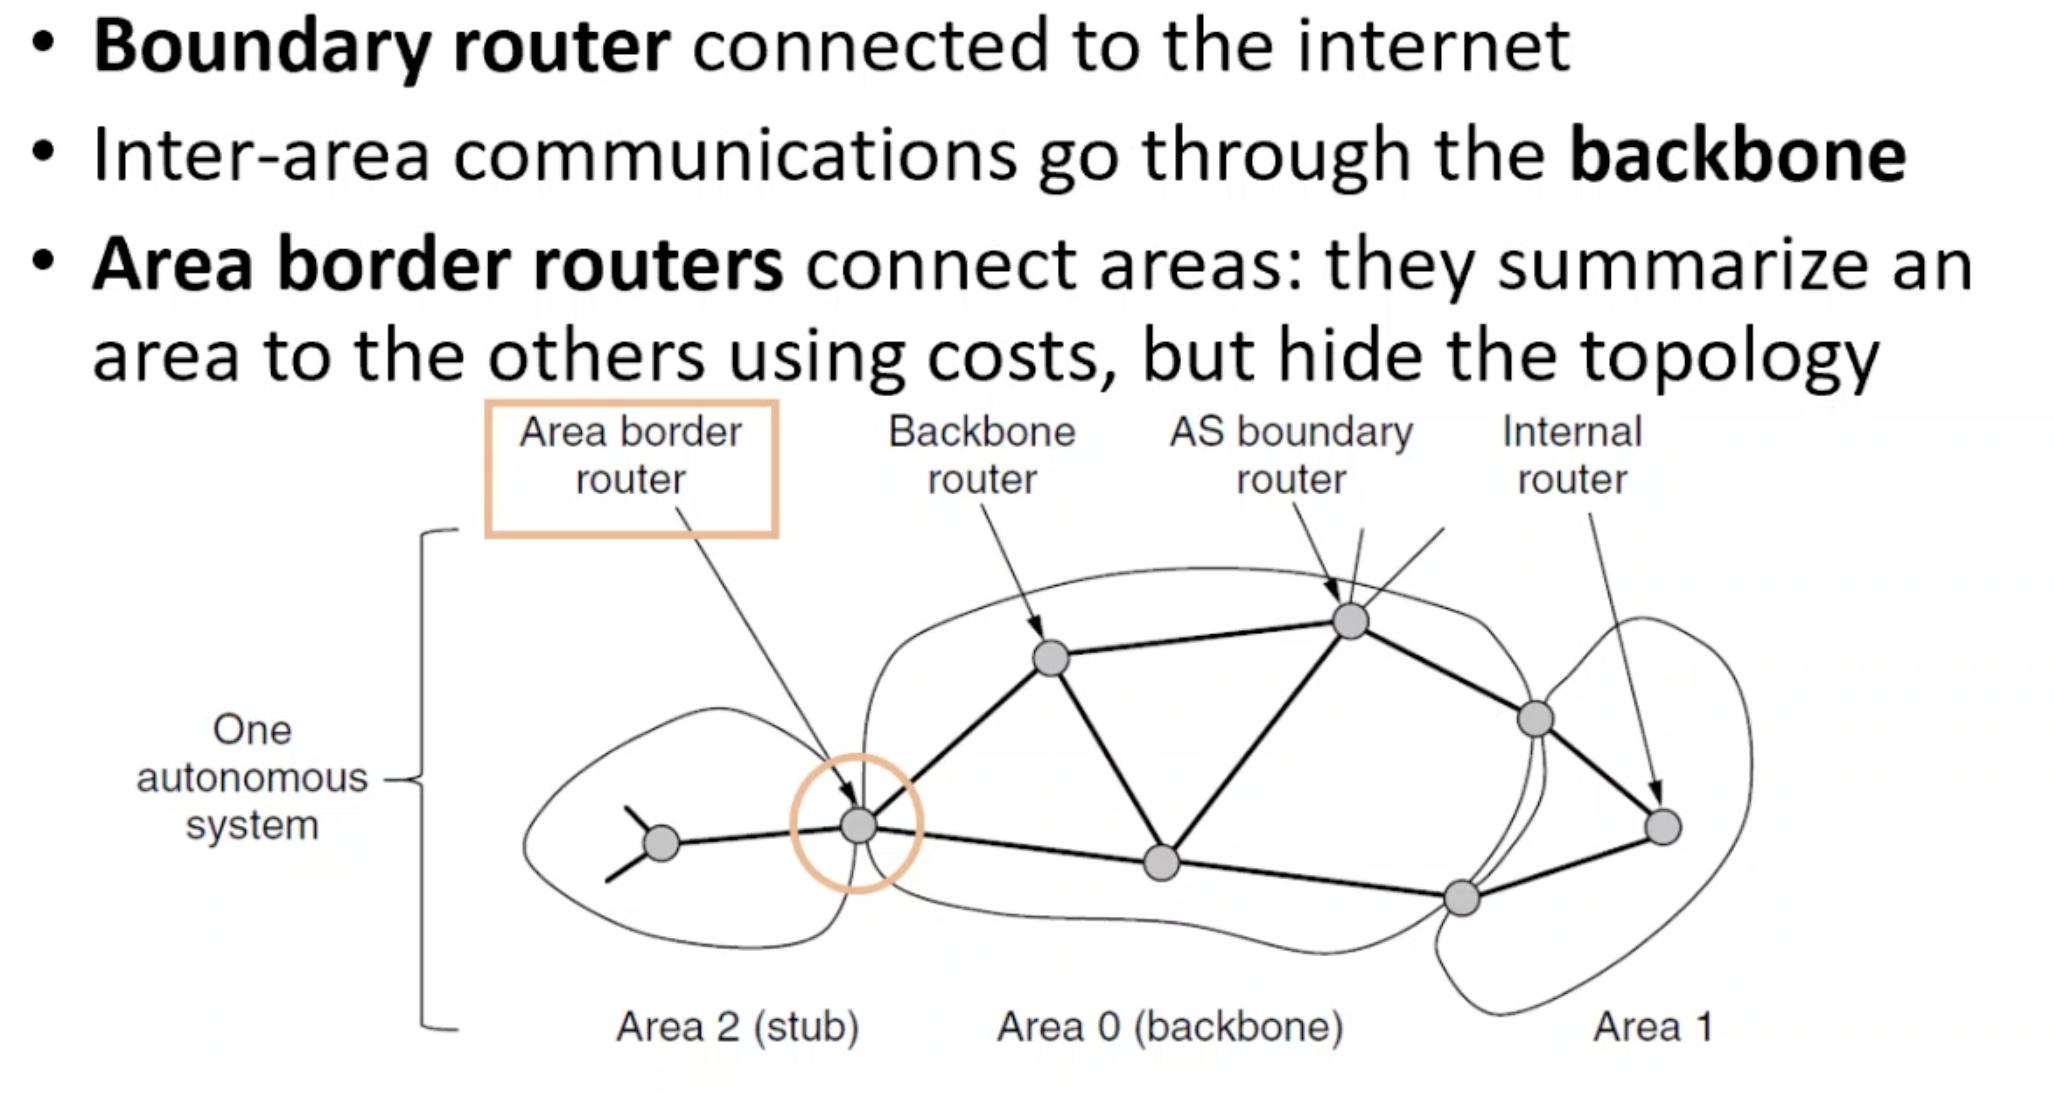 • Boundary router connected to the internet
• Inter-area communications go through the backbone
• Area border routers connect areas: they summarize an
area to the others using costs, but hide the topology
Area border
router
Backbone
router
AS boundary
router
Internal
router
One
autonomous
system
Area 2 (stub)
Area 0 (backbone)
Area 1